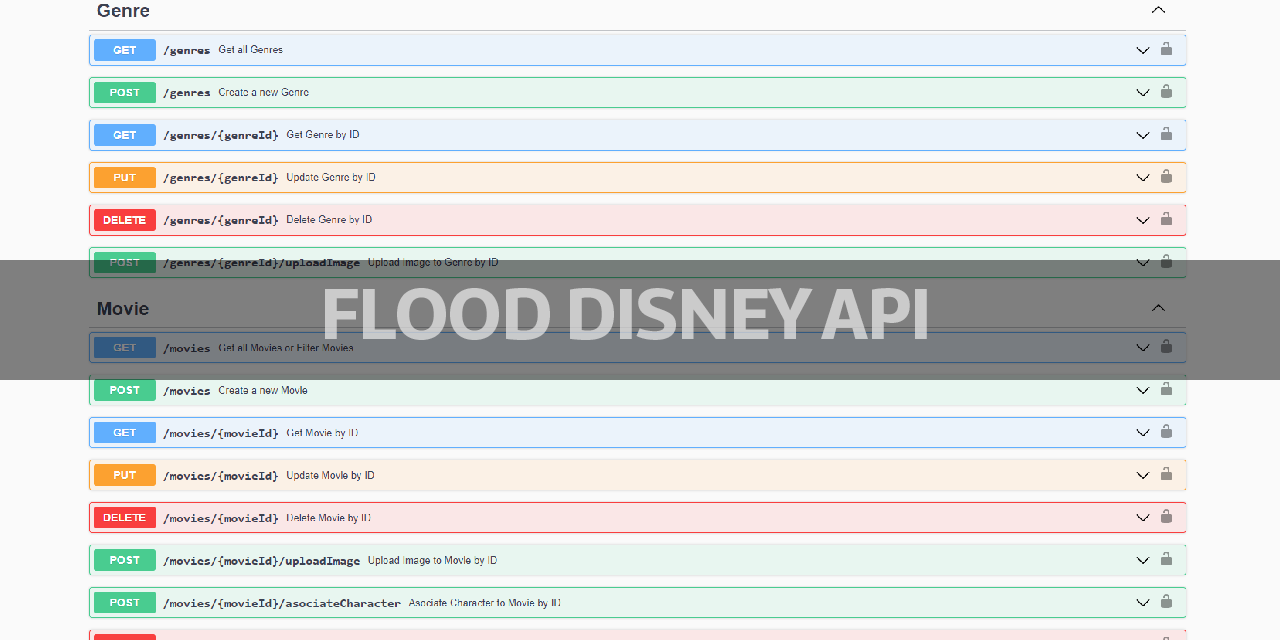 Genre
GET /genres Get all Genres
POST /genres Create a new Genre
GET /genres/{genreId} Get Genre by ID
PUT /genres/{genreId} Update Genre by ID
DELETE /genres/{genreId} Delete Genre by ID
POST /genres/{genreId}/uploadImage Upload Image to Genre by ID
Movie
FLOOD DISNEY API
GET /movies Get all Movies or Filter Movies
POST /movies Create a new Movie
GET /movies/{movieId} Get Movie by ID
PUT /movies/{movieId} Update Movie by ID
DELETE /movies/{movieId} Delete Movie by ID
POST /movies/{movieId}/uploadImage Upload Image to Movie by ID
POST /movies/{movieId}/asociateCharacter Asociate Character to Movie by ID